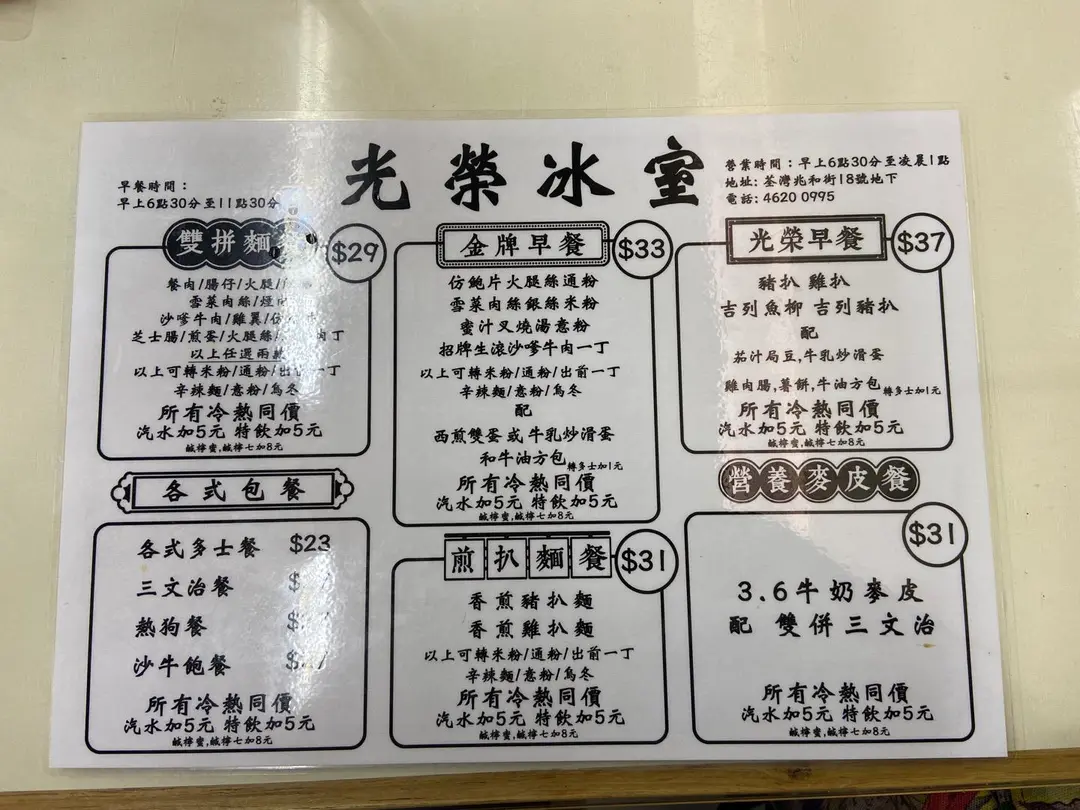 光榮冰室
早餐時間：
早上6點30分至11點30分
營業時間：早上6點30分至凌晨1點
地址: 荃灣兆和街18號地下
電話: 4620 0995
雙拼麵餐
$29
餐肉/腸仔/火腿/
雪菜肉絲/
沙嗲牛肉/雞翼/
芝士腸/煎蛋/火腿絲/
以上任選兩
以上可轉米粉/通粉/出前一丁
辛辣麵/意粉/烏冬
所有冷熱同價
汽水加5元 特飲加5元
鹹檸蜜,鹹檸七加8元
各式包餐
各式多士餐 $23
三文治餐
熱狗餐
沙牛飽餐
所有冷熱同價
汽水加5元 特飲加5元
鹹檸蜜,鹹檸七加8元
金牌早餐
$33
仿鮑片火腿絲通粉
雪菜肉絲銀絲米粉
蜜汁叉燒湯意粉
招牌生滾沙嗲牛肉一丁
以上可轉米粉/通粉/出前一丁
辛辣麵/意粉/烏冬
配
西煎雙蛋 或 牛乳炒滑蛋
和牛油方包 轉多士加1元
所有冷熱同價
汽水加5元 特飲加5元
鹹檸蜜,鹹檸七加8元
煎扒麵餐
$31
香煎豬扒麵
香煎雞扒麵
以上可轉米粉/通粉/出前一丁
辛辣麵/意粉/烏冬
所有冷熱同價
汽水加5元 特飲加5元
鹹檸蜜,鹹檸七加8元
光榮早餐
$37
豬扒 雞扒
吉列魚柳 吉列豬扒
配
茄汁局豆,牛乳炒滑蛋
雞肉腸,薯餅,牛油方包 轉多士加1元
所有冷熱同價
汽水加5元 特飲加5元
鹹檸蜜,鹹檸七加8元
營養麥皮餐
$31
3.6牛奶麥皮
配 雙併三文治
所有冷熱同價
汽水加5元 特飲加5元
鹹檸蜜,鹹檸七加8元